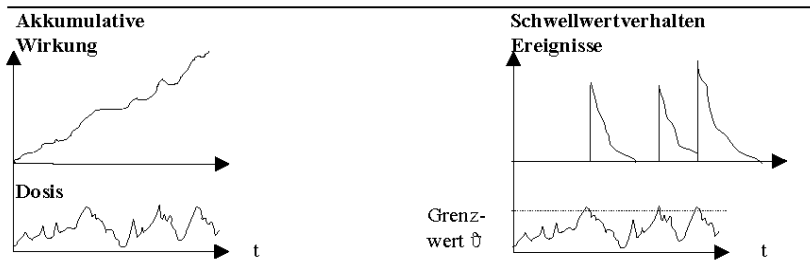 Akkumulative
Wirkung
Dosis
t
Schwellwertverhalten
Ereignisse
Grenz-
wert ϑ
t